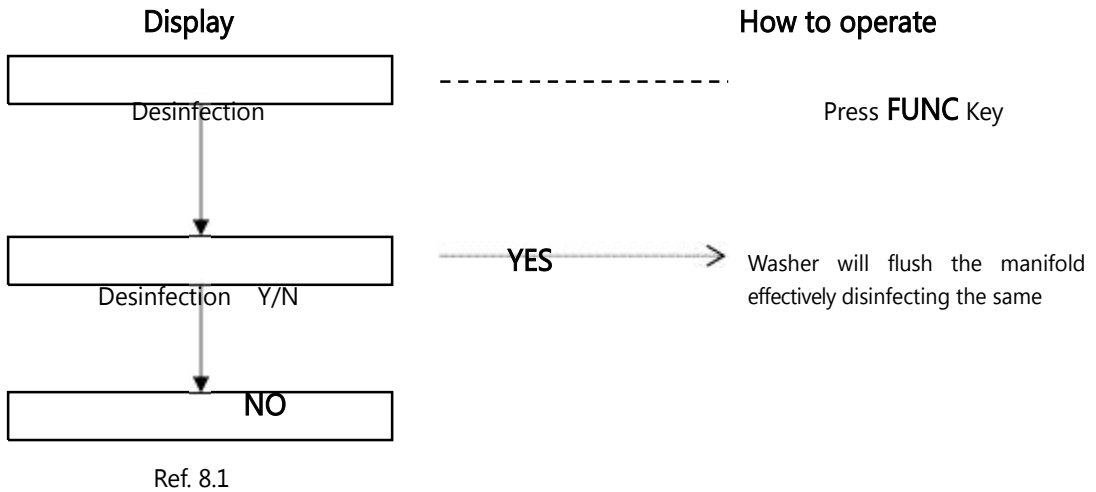 Display How to operate
Desinfection Press FUNC Key
YES Washer will flush the manifold
Desinfection Y/N effectively disinfecting the same
NO
Ref. 8.1